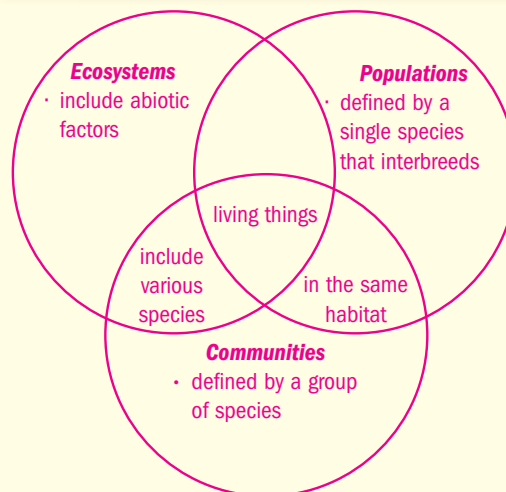 Ecosystems
· include abiotic
factors
Populations
· defined by a
single species
that interbreeds
living things
include
various
species
in the same
habitat
Communities
· defined by a group
of species